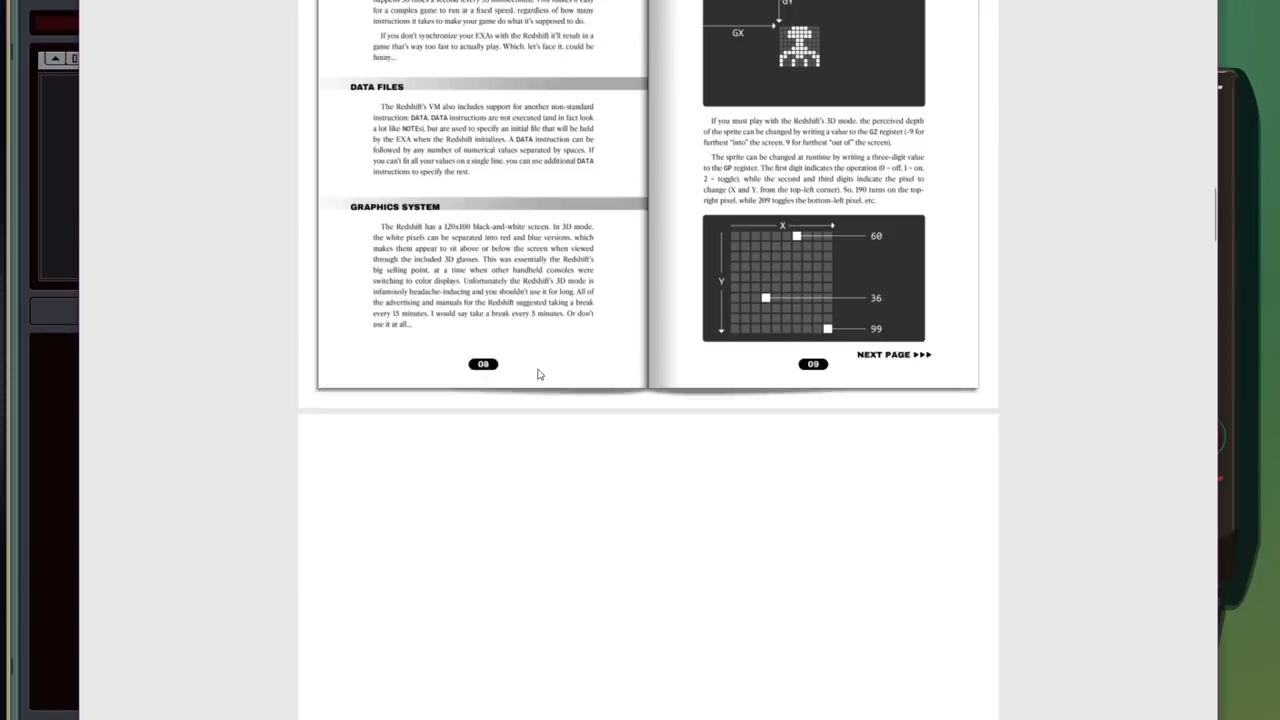 for a complex game to run at a fixed speed, regardless of how many
instructions it takes to make your game do what it's supposed to do.
If you don't synchronize your EXAs with the Redshift it'll result in a
game that's way too fast to actually play. Which, let's face it, could be
funny...
DATA FILES
The Redshift's VM also includes support for another non-standard
instruction: DATA. DATA instructions are not executed (and in fact look
a lot like NOTEs), but are used to specify an initial file that will be held
by the EXA when the Redshift initializes. A DATA instruction can be
followed by any number of numerical values separated by spaces. If
you can't fit all your values on a single line, you can use additional DATA
instructions to specify the rest.
GRAPHICS SYSTEM
The Redshift has a 120x100 black-and-white screen. In 3D mode,
the white pixels can be separated into red and blue versions, which
makes them appear to sit above or below the screen when viewed
through the included 3D glasses. This was essentially the Redshift's
big selling point, at a time when other handheld consoles were
switching to color displays. Unfortunately the Redshift's 3D mode is
infamously headache-inducing and you shouldn't use it for long. All of
the advertising and manuals for the Redshift suggested taking a break
every 15 minutes. I would say take a break every 5 minutes. Or don't
use it at all...
08
GY
GX
If you must play with the Redshift's 3D mode, the perceived depth
of the sprite can be changed by writing a value to the GZ register (-9 for
furthest "into" the screen, 9 for furthest "out of" the screen).
The sprite can be changed at runtime by writing a three-digit value
to the GP register. The first digit indicates the operation (0 = off, 1 = on,
2 = toggle), while the second and third digits indicate the pixel to
change (X and Y, from the top-left corner). So, 190 turns on the top-
right pixel, while 209 toggles the bottom-left pixel, etc.
X
60
Y
36
99
NEXT PAGE ►►►
09